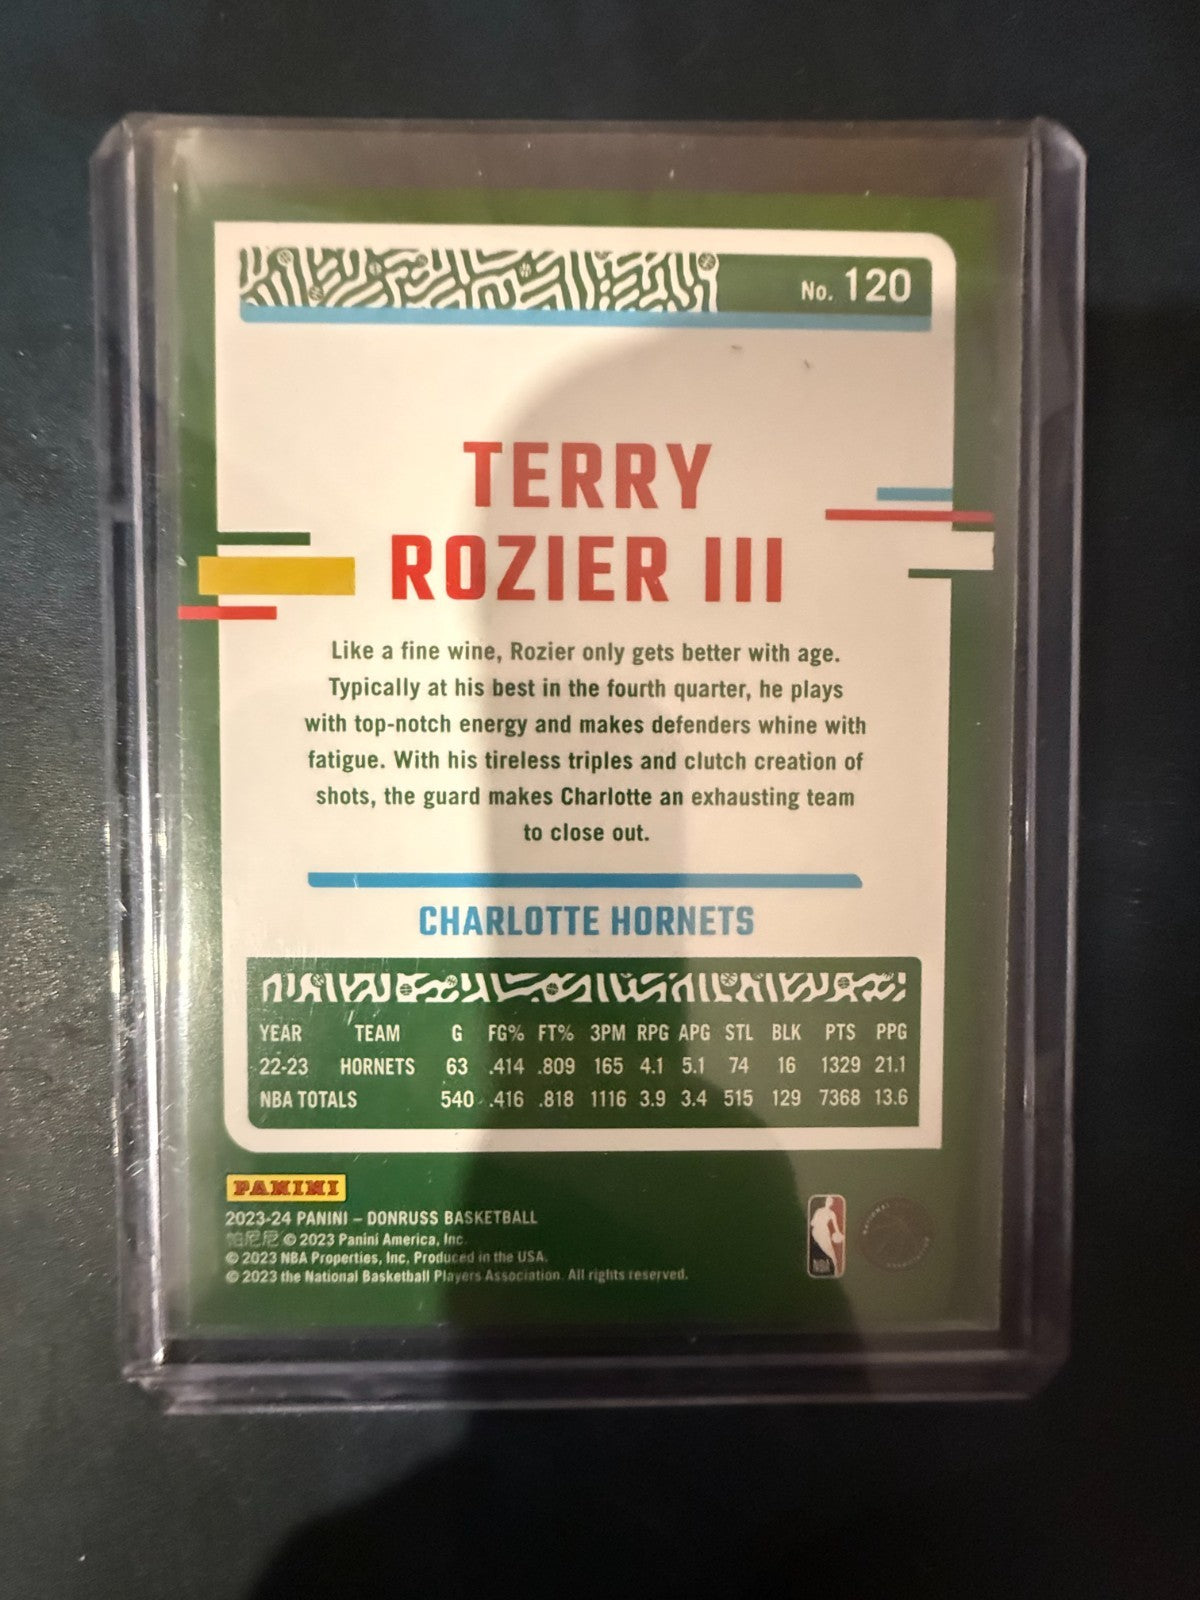 No. 120
TERRY
ROZIER III
Like a fine wine, Rozier only gets better with age.
Typically at his best in the fourth quarter, he plays
with top-notch energy and makes defenders whine with
fatigue. With his tireless triples and clutch creation of
shots, the guard makes Charlotte an exhausting team
to close out.
CHARLOTTE HORNETS
YEAR TEAM G FG% FT% 3PM RPG APG STL BLK PTS PPG
22-23 HORNETS 63 .414 .809 165 4.1 5.1 74 16 1329 21.1
NBA TOTALS 540 .416 .818 1116 3.9 3.4 515 129 7368 13.6
PANINI
2023-24 PANINI – DONRUSS BASKETBALL
帕尼尼 © 2023 Panini America, Inc.
© 2023 NBA Properties, Inc. Produced in the USA.
© 2023 the National Basketball Players Association. All rights reserved.
NBA